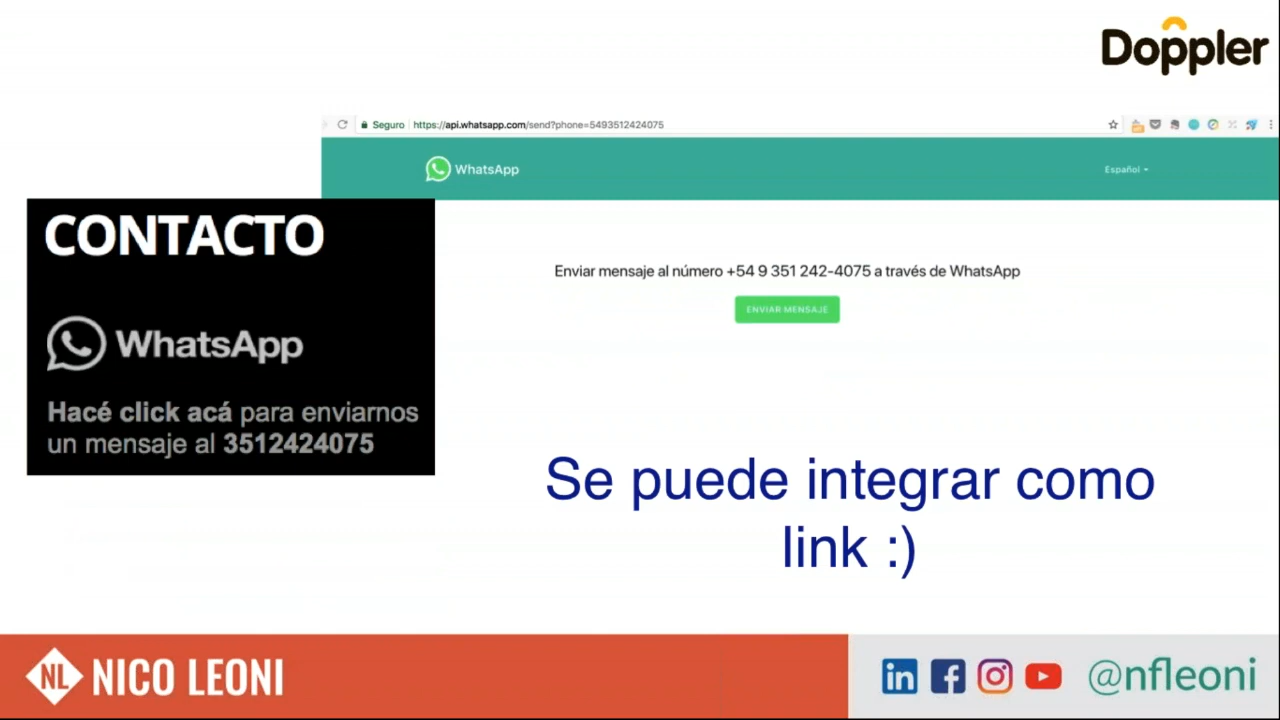 Doppler
Seguro https://api.whatsapp.com/send?phone=5493512424075
WhatsApp
Español
CONTACTO
WhatsApp
Hacé click acá para enviarnos
un mensaje al 3512424075
Enviar mensaje al número +54 9 351 242-4075 a través de WhatsApp
ENVIAR MENSAJE
Se puede integrar como
link :)
NL NICO LEONI
in @nfleoni